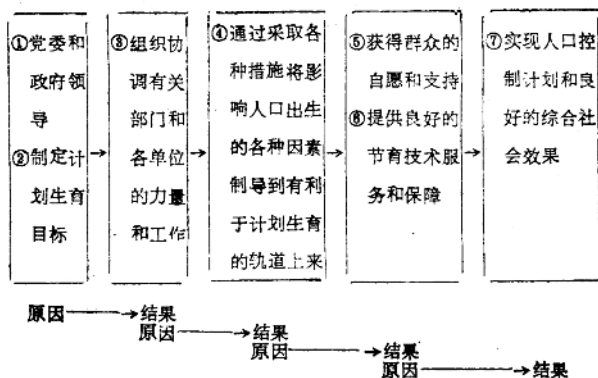 ①党委和
政府领
导
②制定计
划生育
目标
→
③组织协
调有关
部门和
各单位
的力量
和工作
→
④通过采取各
种措施将影
响人口出生
的各种因素
制导到有利
于计划生育
的轨道上来
→
⑤获得群众的
自愿和支持
⑥提供良好的
节育技术服
务和保障
→
⑦实现人口控
制计划和良
好的综合社
会效果
原因→结果
原因→结果
原因→结果
原因→结果